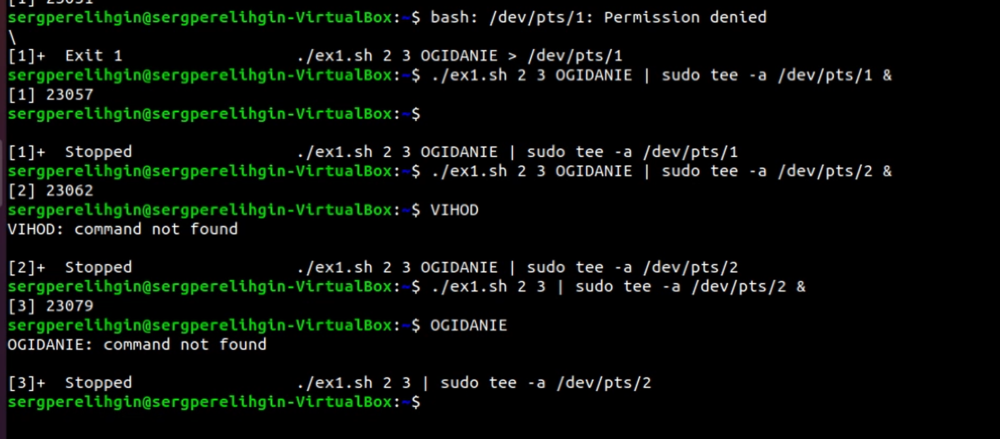 [1] 23051
sergperelihgin@sergperelihgin-VirtualBox:~$ bash: /dev/pts/1: Permission denied
\
[1]+  Exit 1                  ./ex1.sh 2 3 OGIDANIE > /dev/pts/1
sergperelihgin@sergperelihgin-VirtualBox:~$ ./ex1.sh 2 3 OGIDANIE | sudo tee -a /dev/pts/1 &
[1] 23057
sergperelihgin@sergperelihgin-VirtualBox:~$
[1]+  Stopped                 ./ex1.sh 2 3 OGIDANIE | sudo tee -a /dev/pts/1
sergperelihgin@sergperelihgin-VirtualBox:~$ ./ex1.sh 2 3 OGIDANIE | sudo tee -a /dev/pts/2 &
[2] 23062
sergperelihgin@sergperelihgin-VirtualBox:~$ VIHOD
VIHOD: command not found
[2]+  Stopped                 ./ex1.sh 2 3 OGIDANIE | sudo tee -a /dev/pts/2
sergperelihgin@sergperelihgin-VirtualBox:~$ ./ex1.sh 2 3 | sudo tee -a /dev/pts/2 &
[3] 23079
sergperelihgin@sergperelihgin-VirtualBox:~$ OGIDANIE
OGIDANIE: command not found
[3]+  Stopped                 ./ex1.sh 2 3 | sudo tee -a /dev/pts/2
sergperelihgin@sergperelihgin-VirtualBox:~$